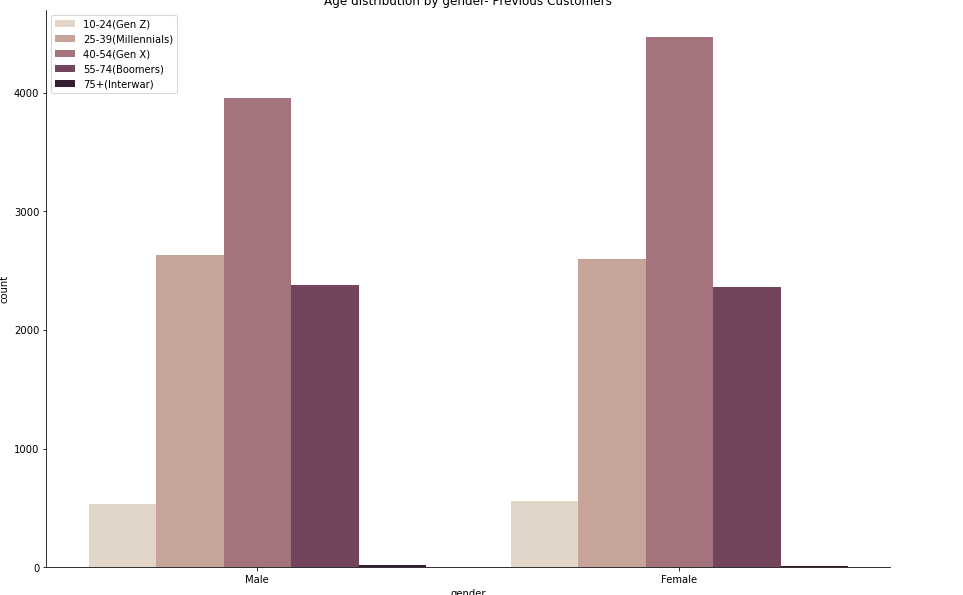 Age distribution by gender- Previous Customers
10-24(Gen Z)
25-39(Millennials)
40-54(Gen X)
55-74(Boomers)
75+(Interwar)
4000
3000
2000
1000
0
count
Male
Female
gender